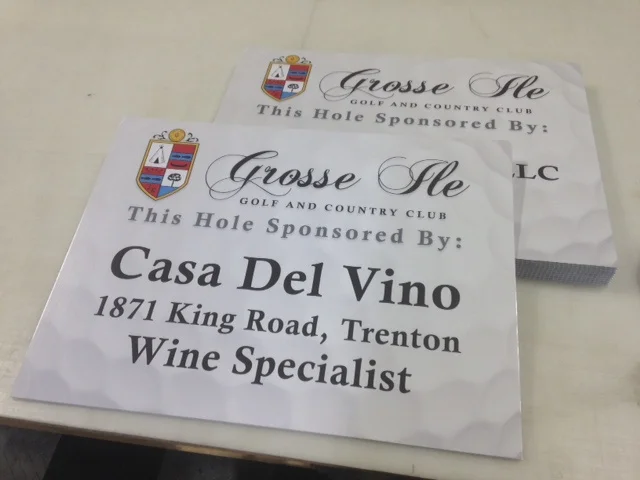 Grosse Ile
GOLF AND COUNTRY CLUB
This Hole Sponsored By:
LLC
Grosse Ile
GOLF AND COUNTRY CLUB
This Hole Sponsored By:
Casa Del Vino
1871 King Road, Trenton
Wine Specialist